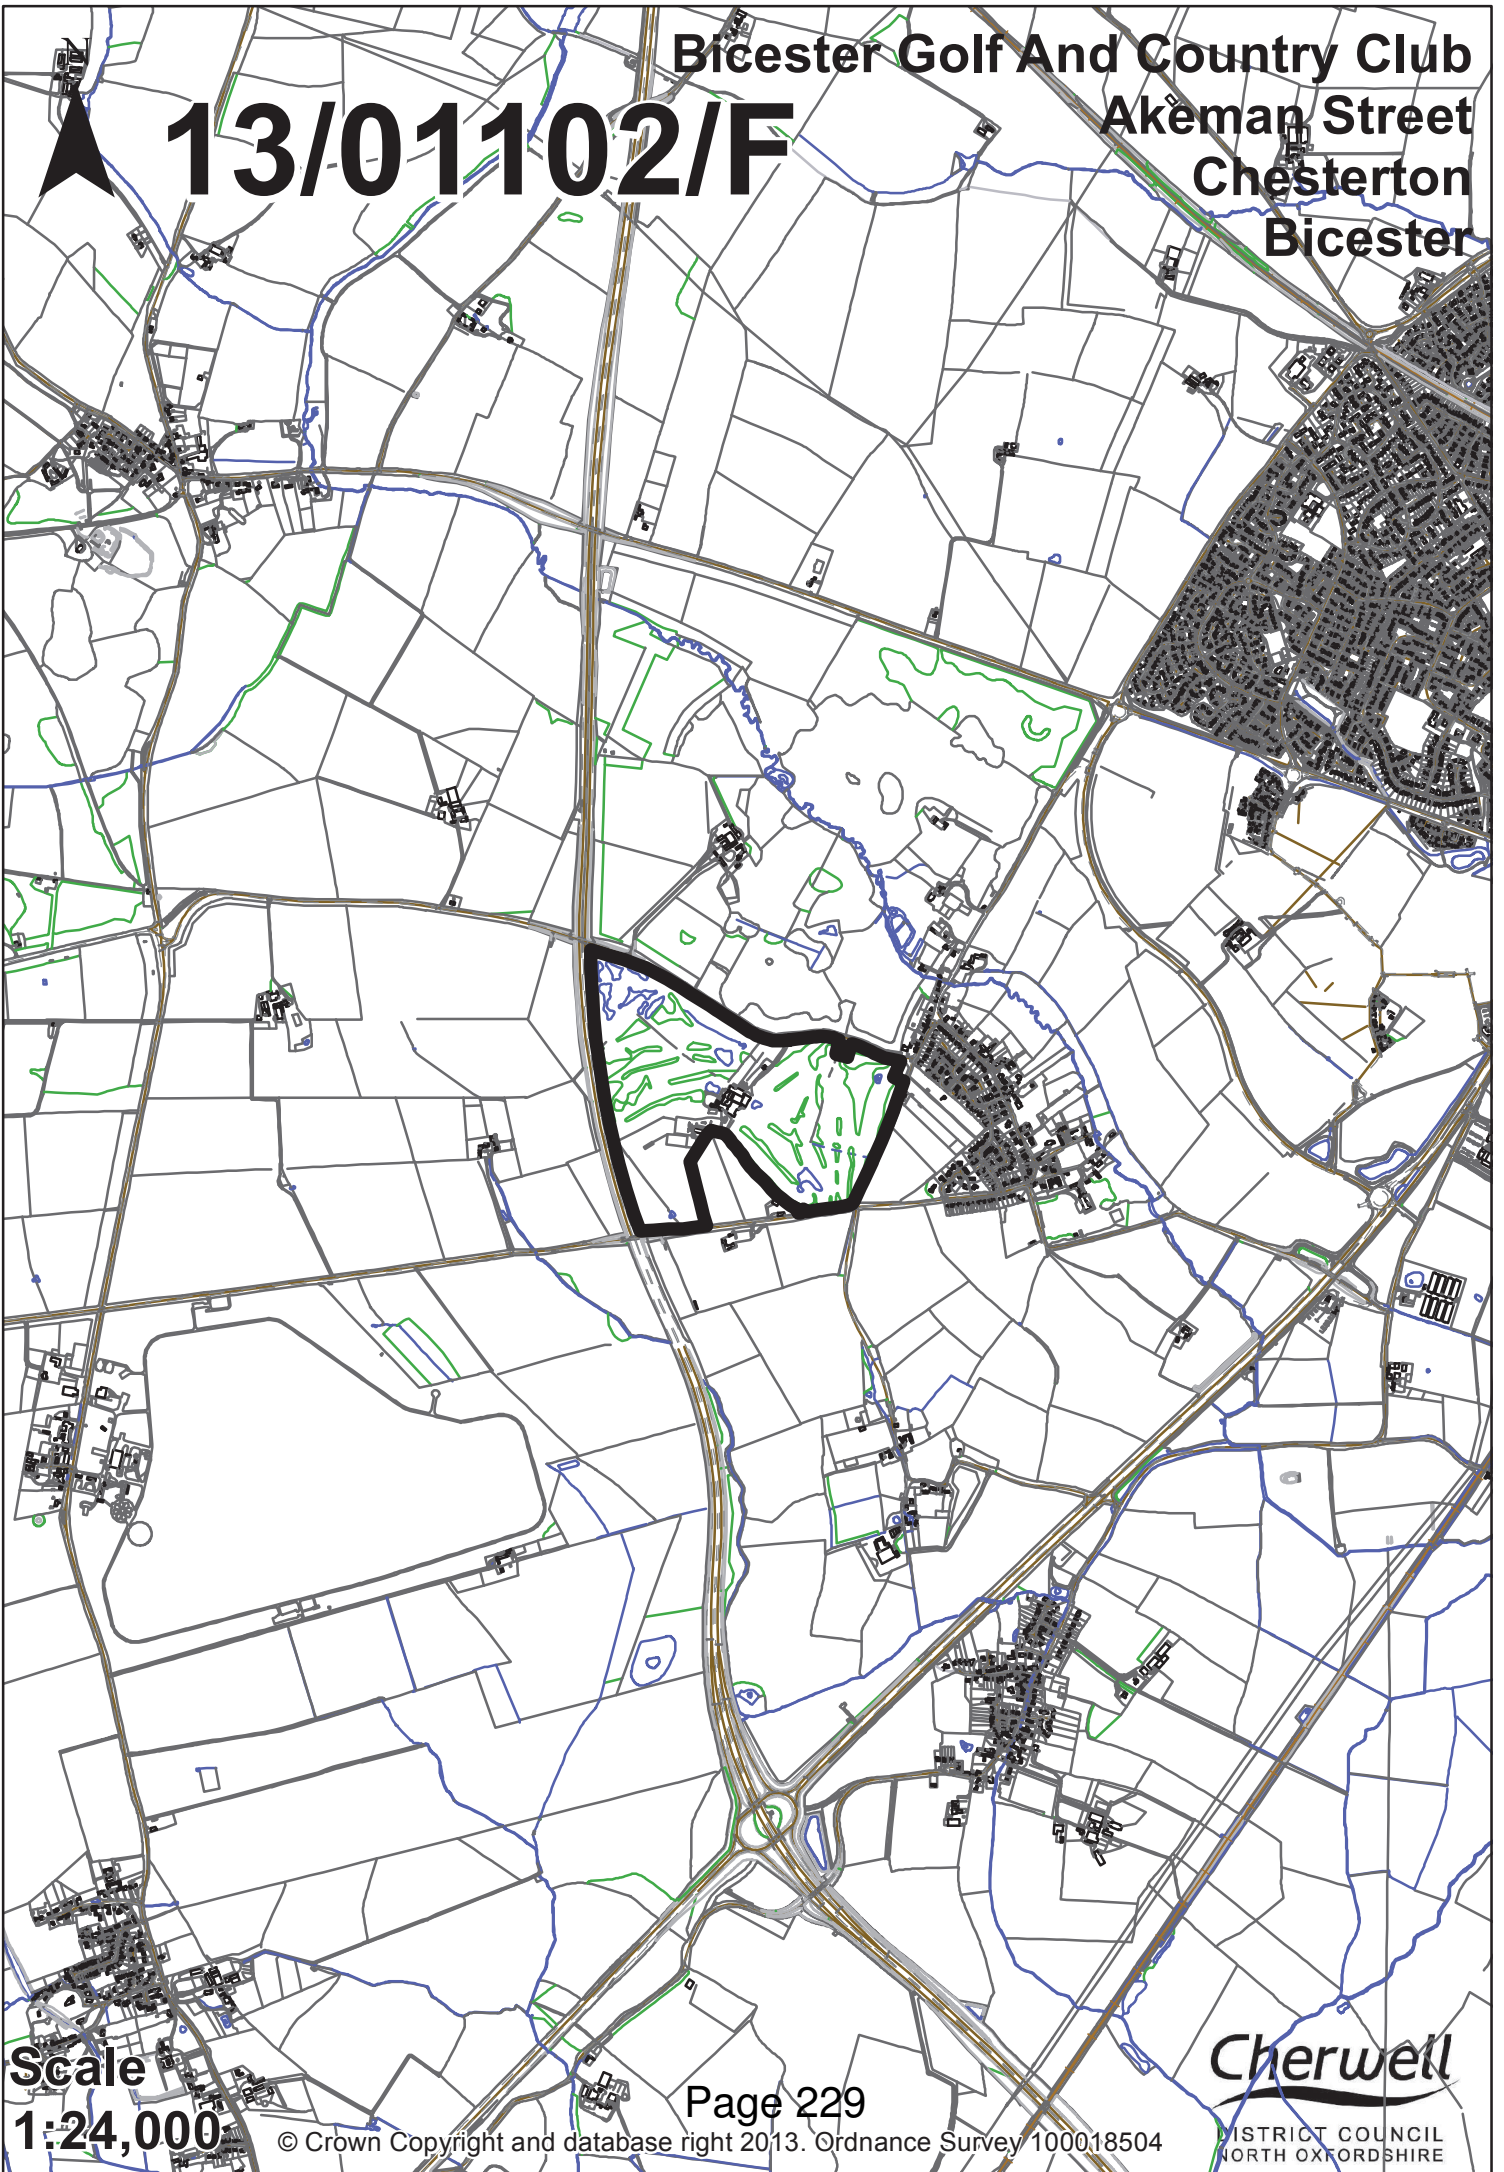 N
13/01102/F
Bicester Golf And Country Club
Akeman Street
Chesterton
Bicester
Scale
1:24,000
Page 229
© Crown Copyright and database right 2013. Ordnance Survey 100018504
Cherwell
DISTRICT COUNCIL
NORTH OXFORDSHIRE